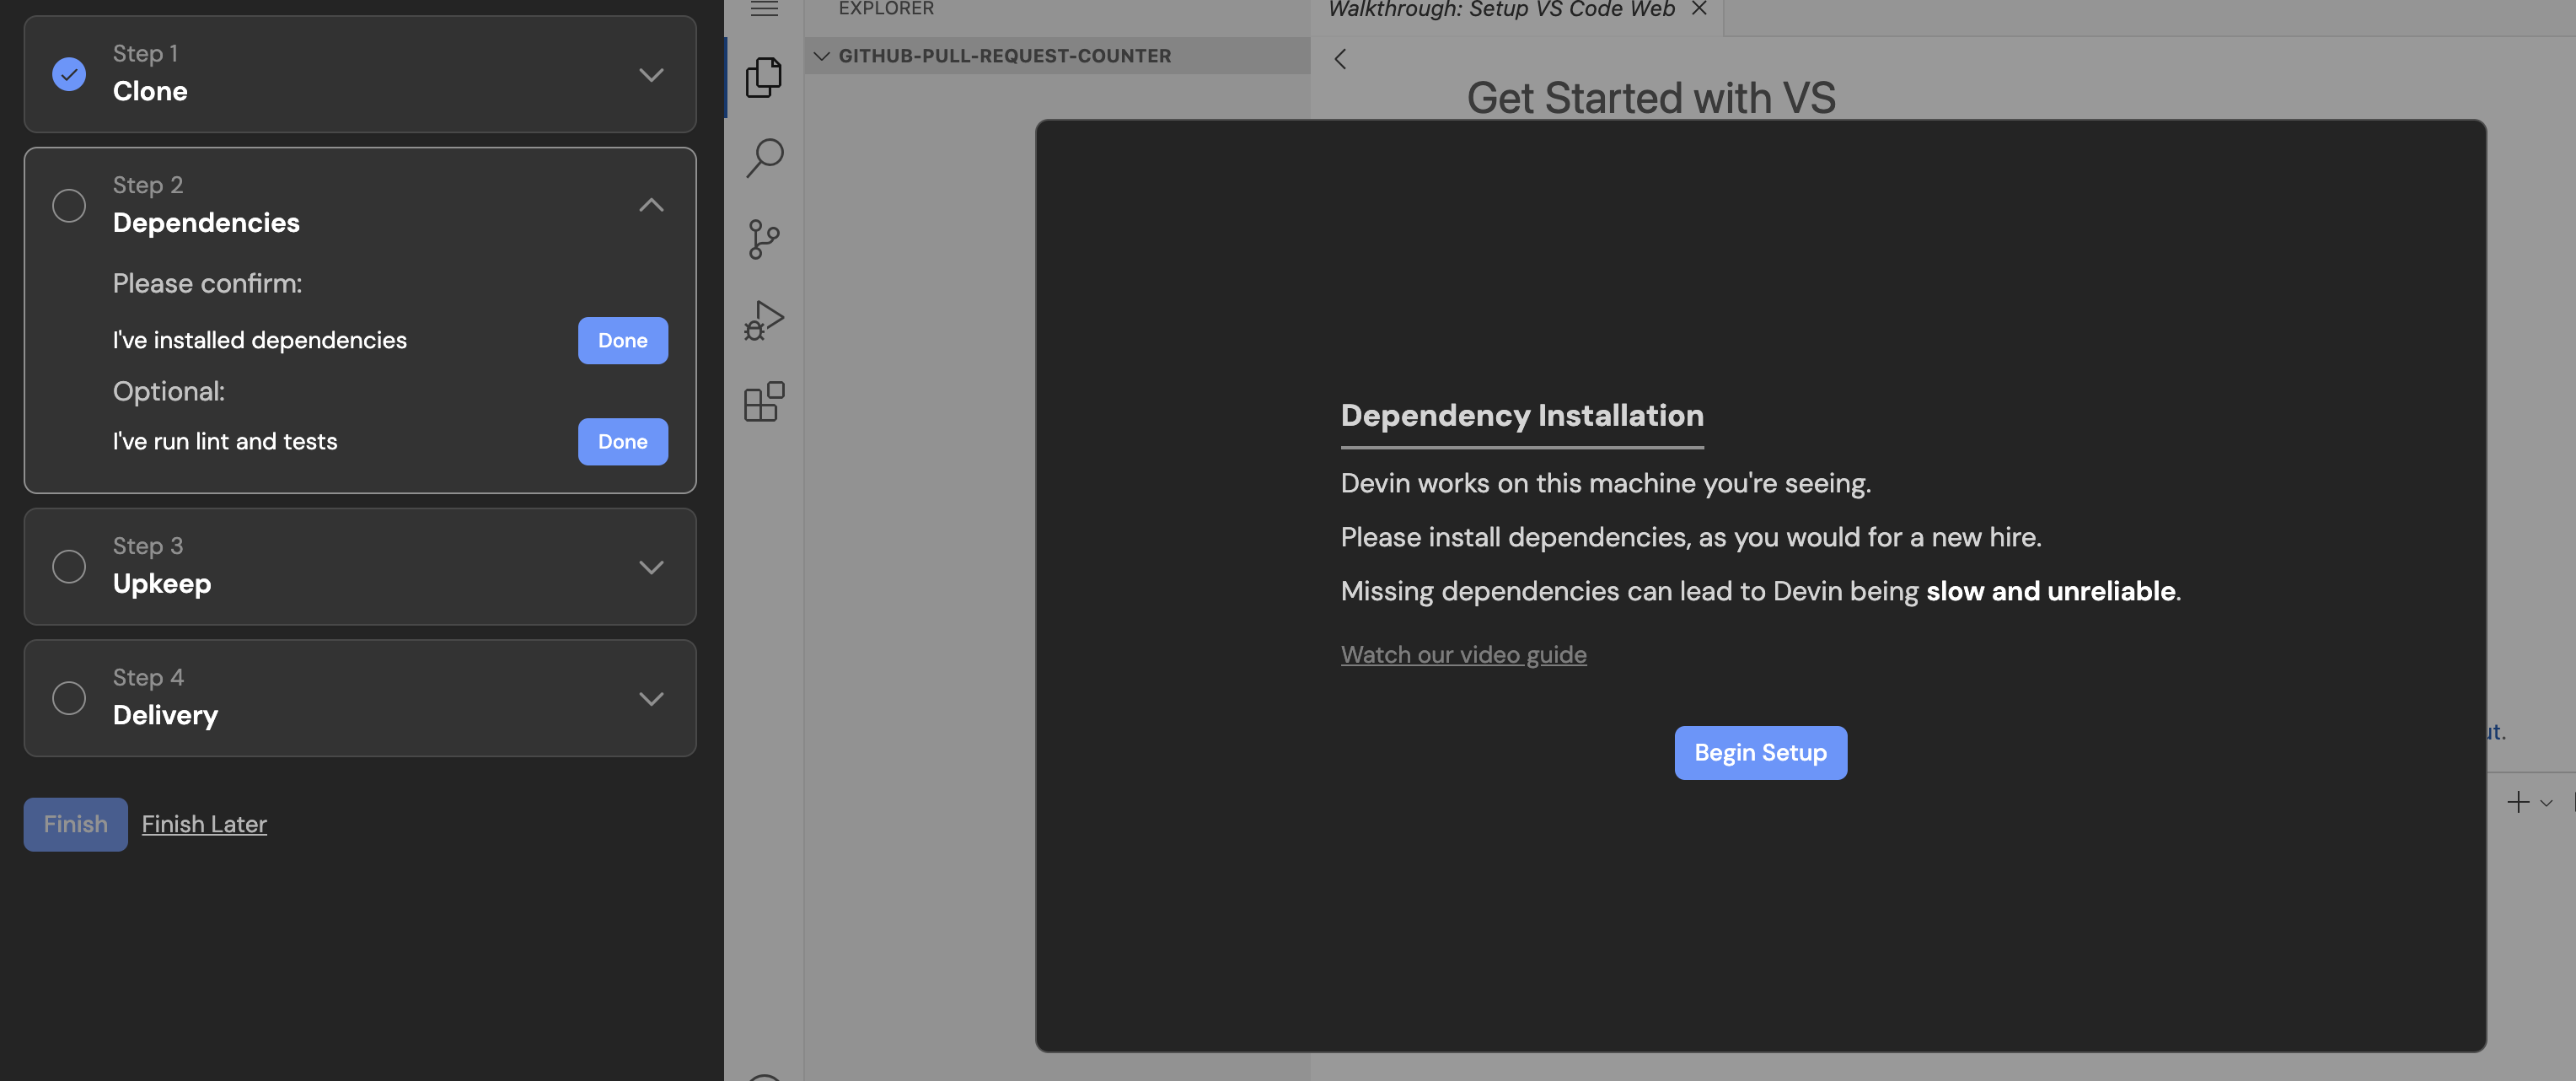 Step 1
Clone
Step 2
Dependencies
Please confirm:
I've installed dependencies
Done
Optional:
I've run lint and tests
Done
Step 3
Upkeep
Step 4
Delivery
Finish
Finish Later
EXPLORER
GITHUB-PULL-REQUEST-COUNTER
Walkthrough: Setup VS Code Web
Get Started with VS
Dependency Installation
Devin works on this machine you're seeing.
Please install dependencies, as you would for a new hire.
Missing dependencies can lead to Devin being slow and unreliable.
Watch our video guide
Begin Setup